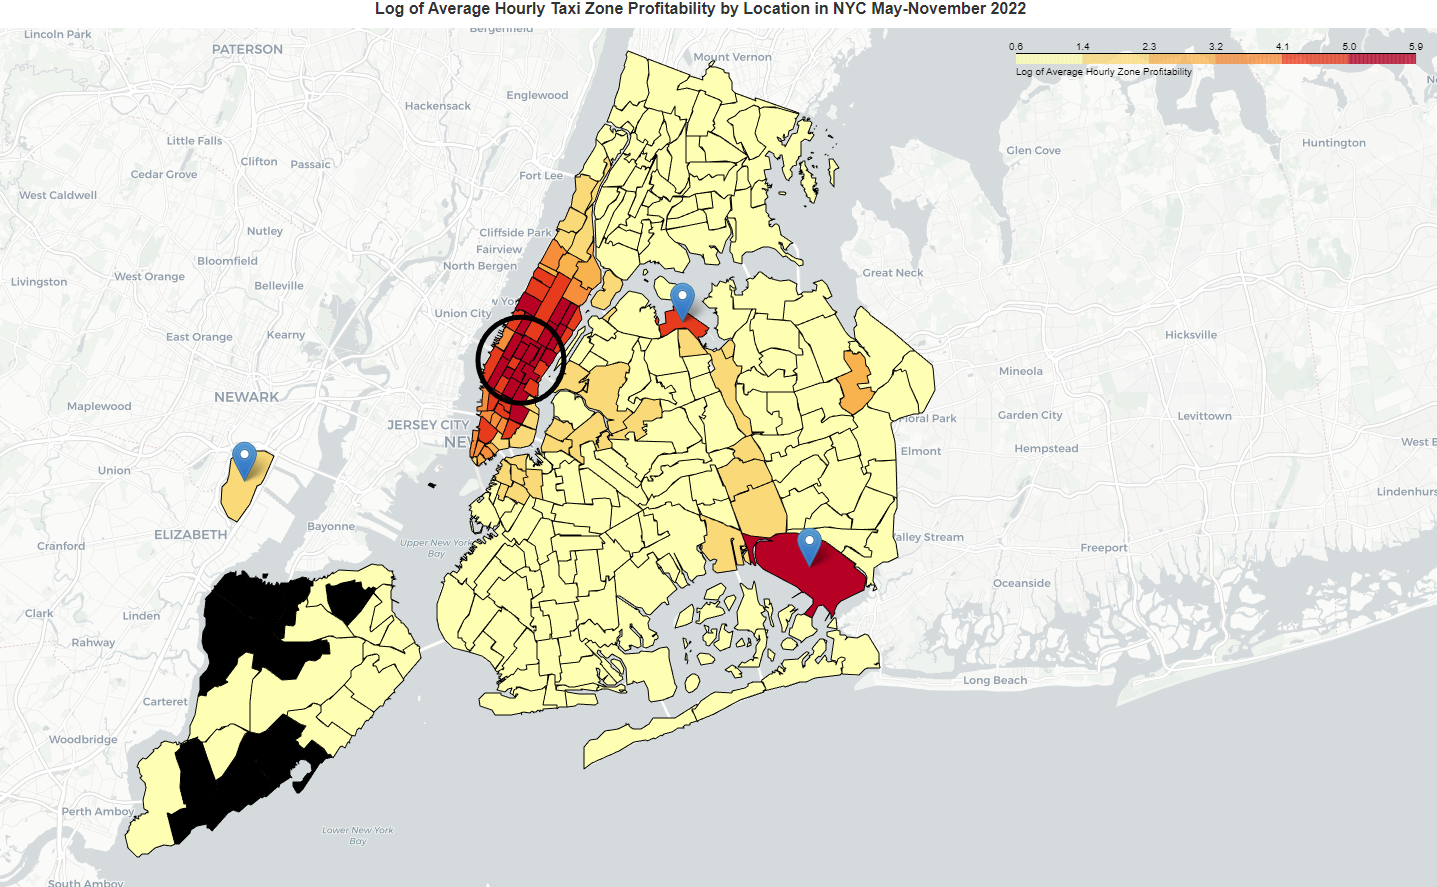 Log of Average Hourly Taxi Zone Profitability by Location in NYC May-November 2022
Lincoln Park
PATERSON
Bergenfield
Mount Vernon
0.6 1.4 2.3 3.2 4.1 5.0 5.9
Log of Average Hourly Zone Profitability
Hackensack
Englewood
Little Falls
Clifton
Passaic
Cedar Grove
Fort Lee
Glen Cove
Huntington
West Caldwell
Nutley
Cliffside Park
Fairview
Bloomfield
North Bergen
Great Neck
Livingston
West Orange
Belleville
Union City
East Orange
Kearny
Hicksville
Mineola
NEWARK
Maplewood
JERSEY CITY
NEW
Floral Park
Garden City
Levittown
Elmont
Hempstead
West B
Union
Lindenhurs
ELIZABETH
Bayonne
Cranford
Upper New York
Bay
Valley Stream
Freeport
Oceanside
Clark
Linden
Rahway
Long Beach
Carteret
Woodbridge
Perth Amboy
Lower New York
Bay
South Amboy